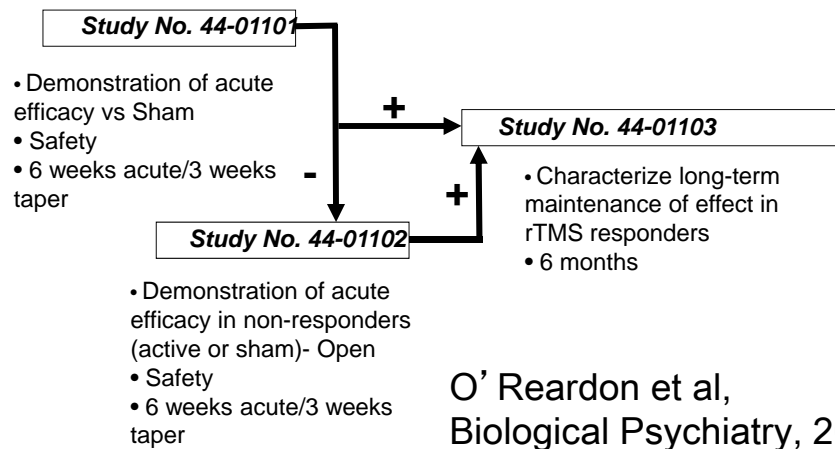 Study No. 44-01101
• Demonstration of acute
efficacy vs Sham
• Safety
• 6 weeks acute/3 weeks
taper
+
-
Study No. 44-01103
• Characterize long-term
maintenance of effect in
rTMS responders
• 6 months
+
Study No. 44-01102
• Demonstration of acute
efficacy in non-responders
(active or sham)- Open
• Safety
• 6 weeks acute/3 weeks
taper
O’ Reardon et al,
Biological Psychiatry, 2